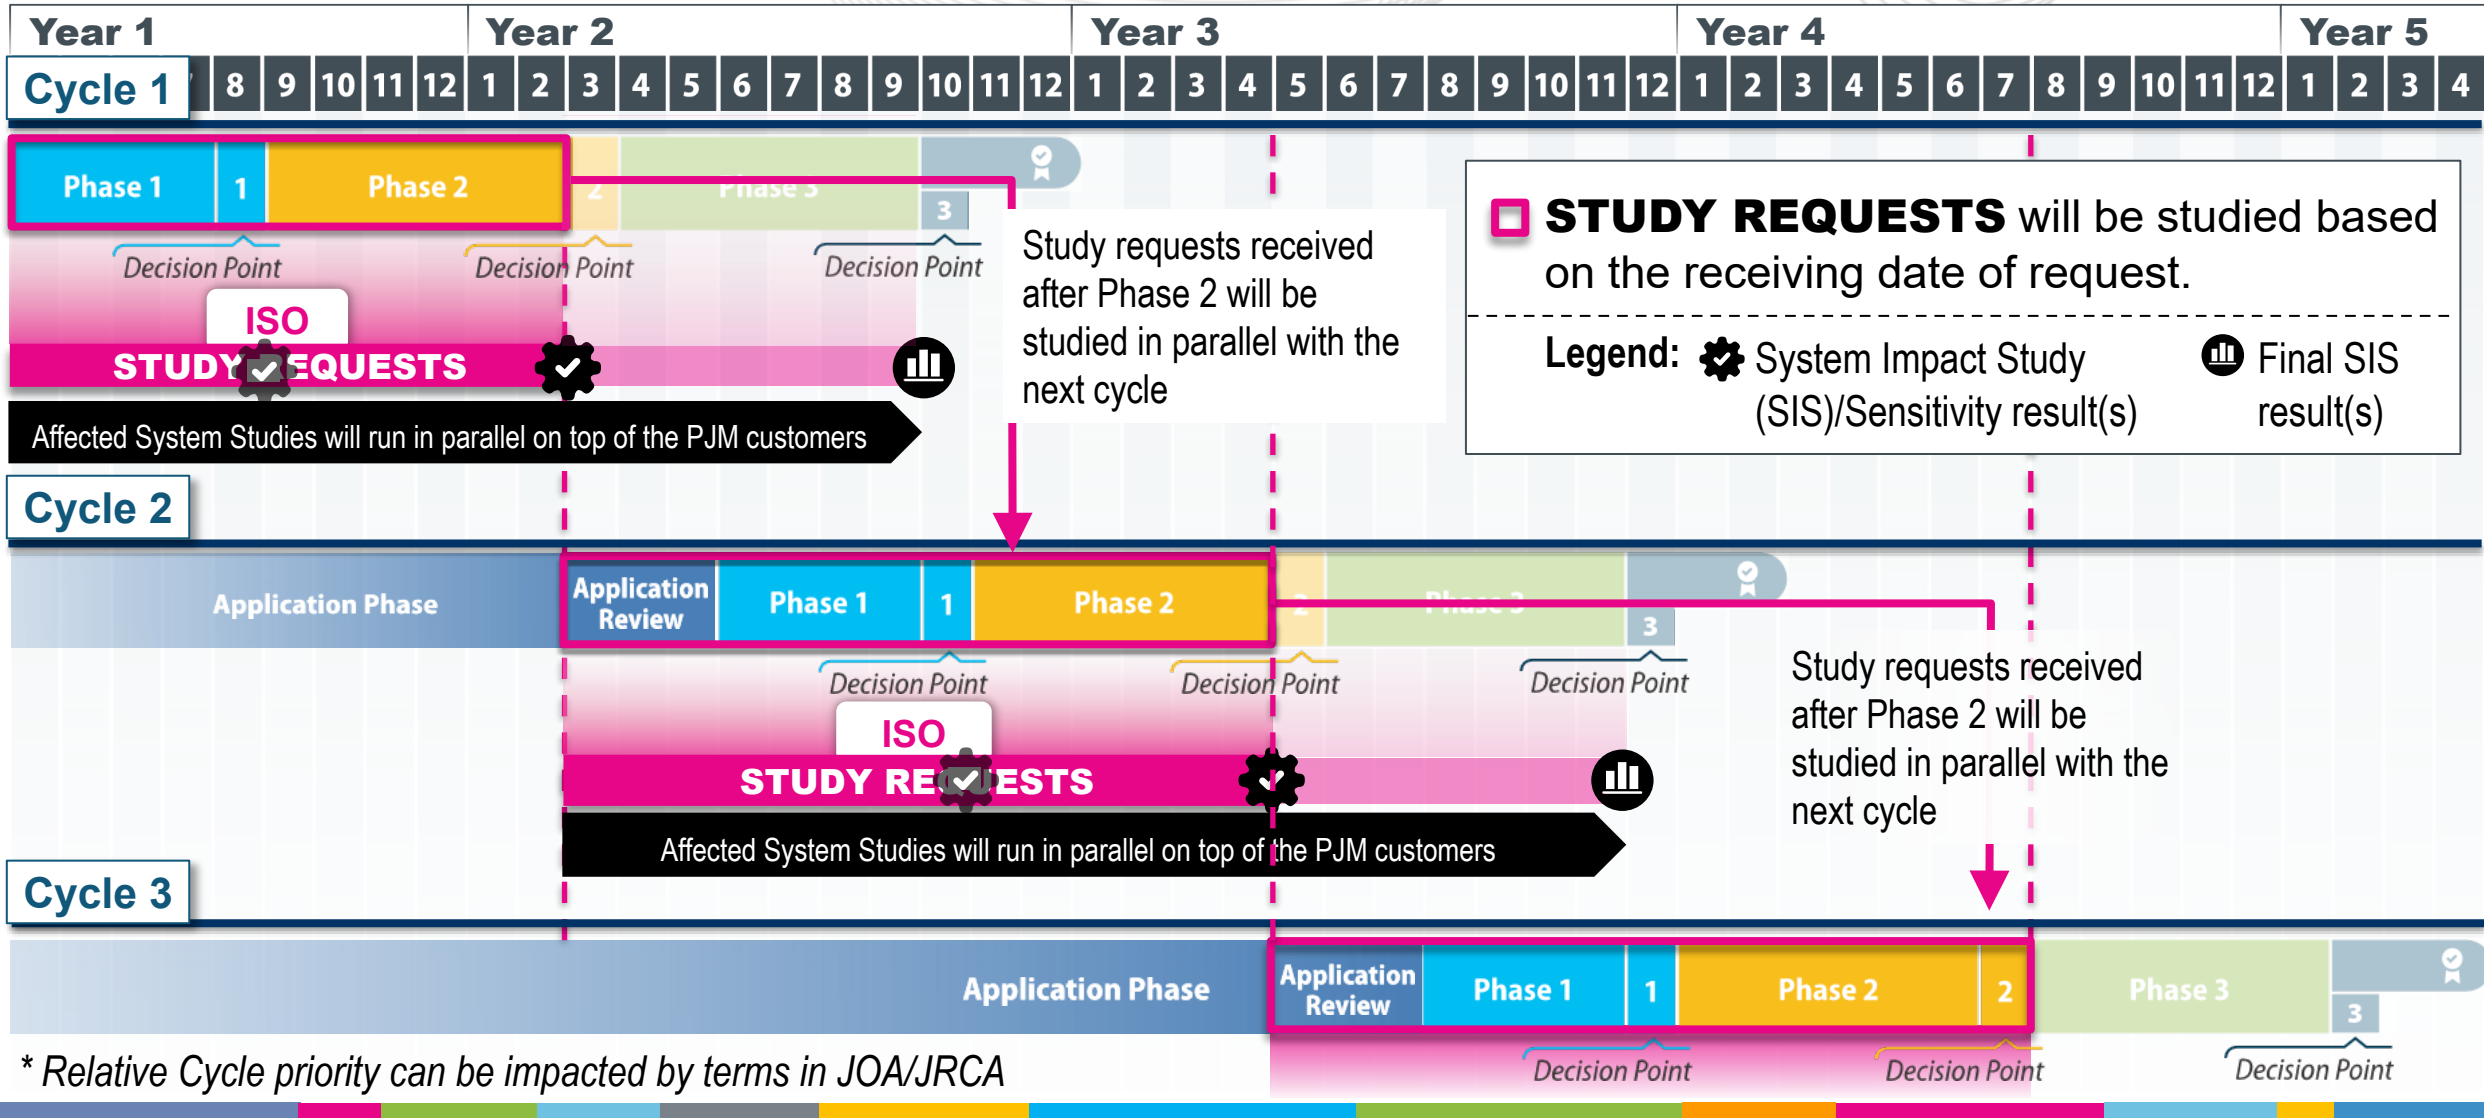 Year 1
Year 2
Year 3
Year 4
Year 5
Cycle 1
8 9 10 11 12 1 2 3 4 5 6 7 8 9 10 11 12 1 2 3 4 5 6 7 8 9 10 11 12 1 2 3 4 5 6 7 8 9 10 11 12 1 2 3 4
Phase 1
1
Phase 2
2
Phase 3
3
Decision Point
Decision Point
Decision Point
ISO
STUDY REQUESTS
Affected System Studies will run in parallel on top of the PJM customers
Study requests received
after Phase 2 will be
studied in parallel with the
next cycle
STUDY REQUESTS will be studied based
on the receiving date of request.
Legend:
System Impact Study
(SIS)/Sensitivity result(s)
Final SIS
result(s)
Cycle 2
Application Phase
Application
Review
Phase 1
1
Phase 2
2
Phase 3
3
Decision Point
Decision Point
Decision Point
ISO
STUDY REQUESTS
Affected System Studies will run in parallel on top of the PJM customers
Study requests received
after Phase 2 will be
studied in parallel with the
next cycle
Cycle 3
Application Phase
Application
Review
Phase 1
1
Phase 2
2
Phase 3
3
Decision Point
Decision Point
Decision Point
* Relative Cycle priority can be impacted by terms in JOA/JRCA